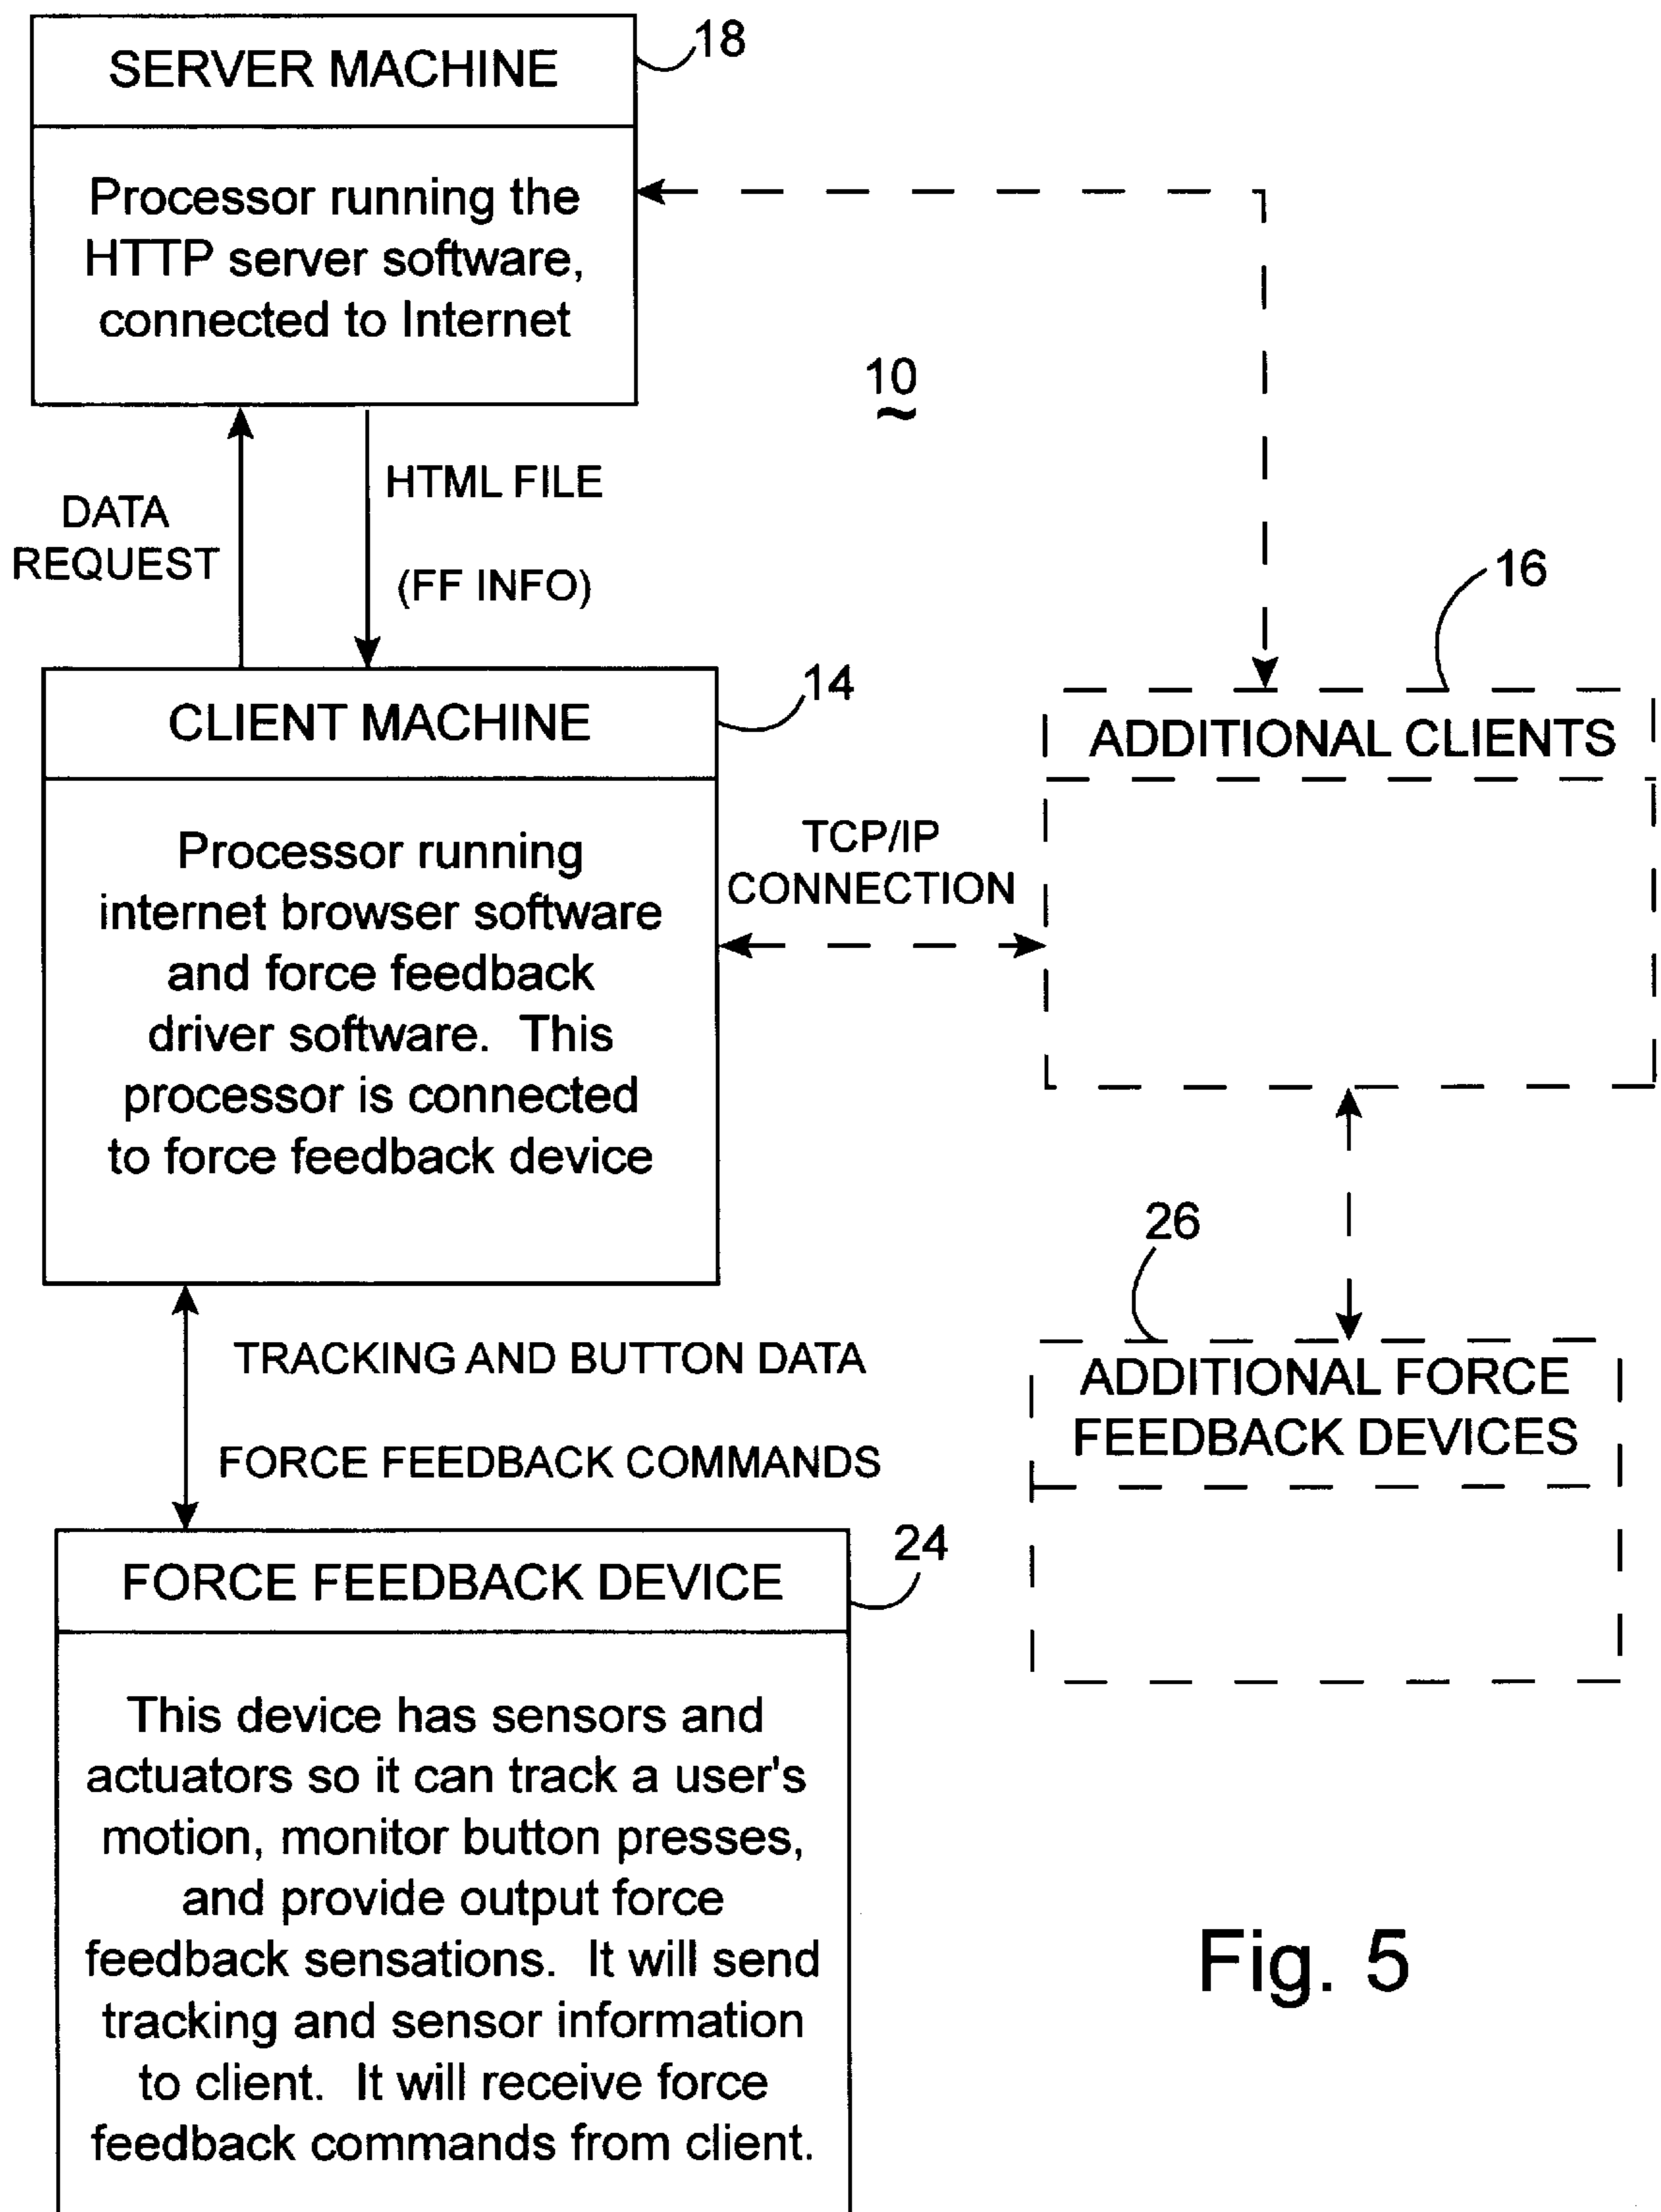 SERVER MACHINE
18
Processor running the
HTTP server software,
connected to Internet
10
DATA
REQUEST
HTML FILE
(FF INFO)
16
CLIENT MACHINE
14
ADDITIONAL CLIENTS
Processor running
internet browser software
and force feedback
driver software.  This
processor is connected
to force feedback device
TCP/IP
CONNECTION
26
TRACKING AND BUTTON DATA
FORCE FEEDBACK COMMANDS
ADDITIONAL FORCE
FEEDBACK DEVICES
FORCE FEEDBACK DEVICE
24
This device has sensors and
actuators so it can track a user's
motion, monitor button presses,
and provide output force
feedback sensations.  It will send
tracking and sensor information
to client.  It will receive force
feedback commands from client.
Fig. 5